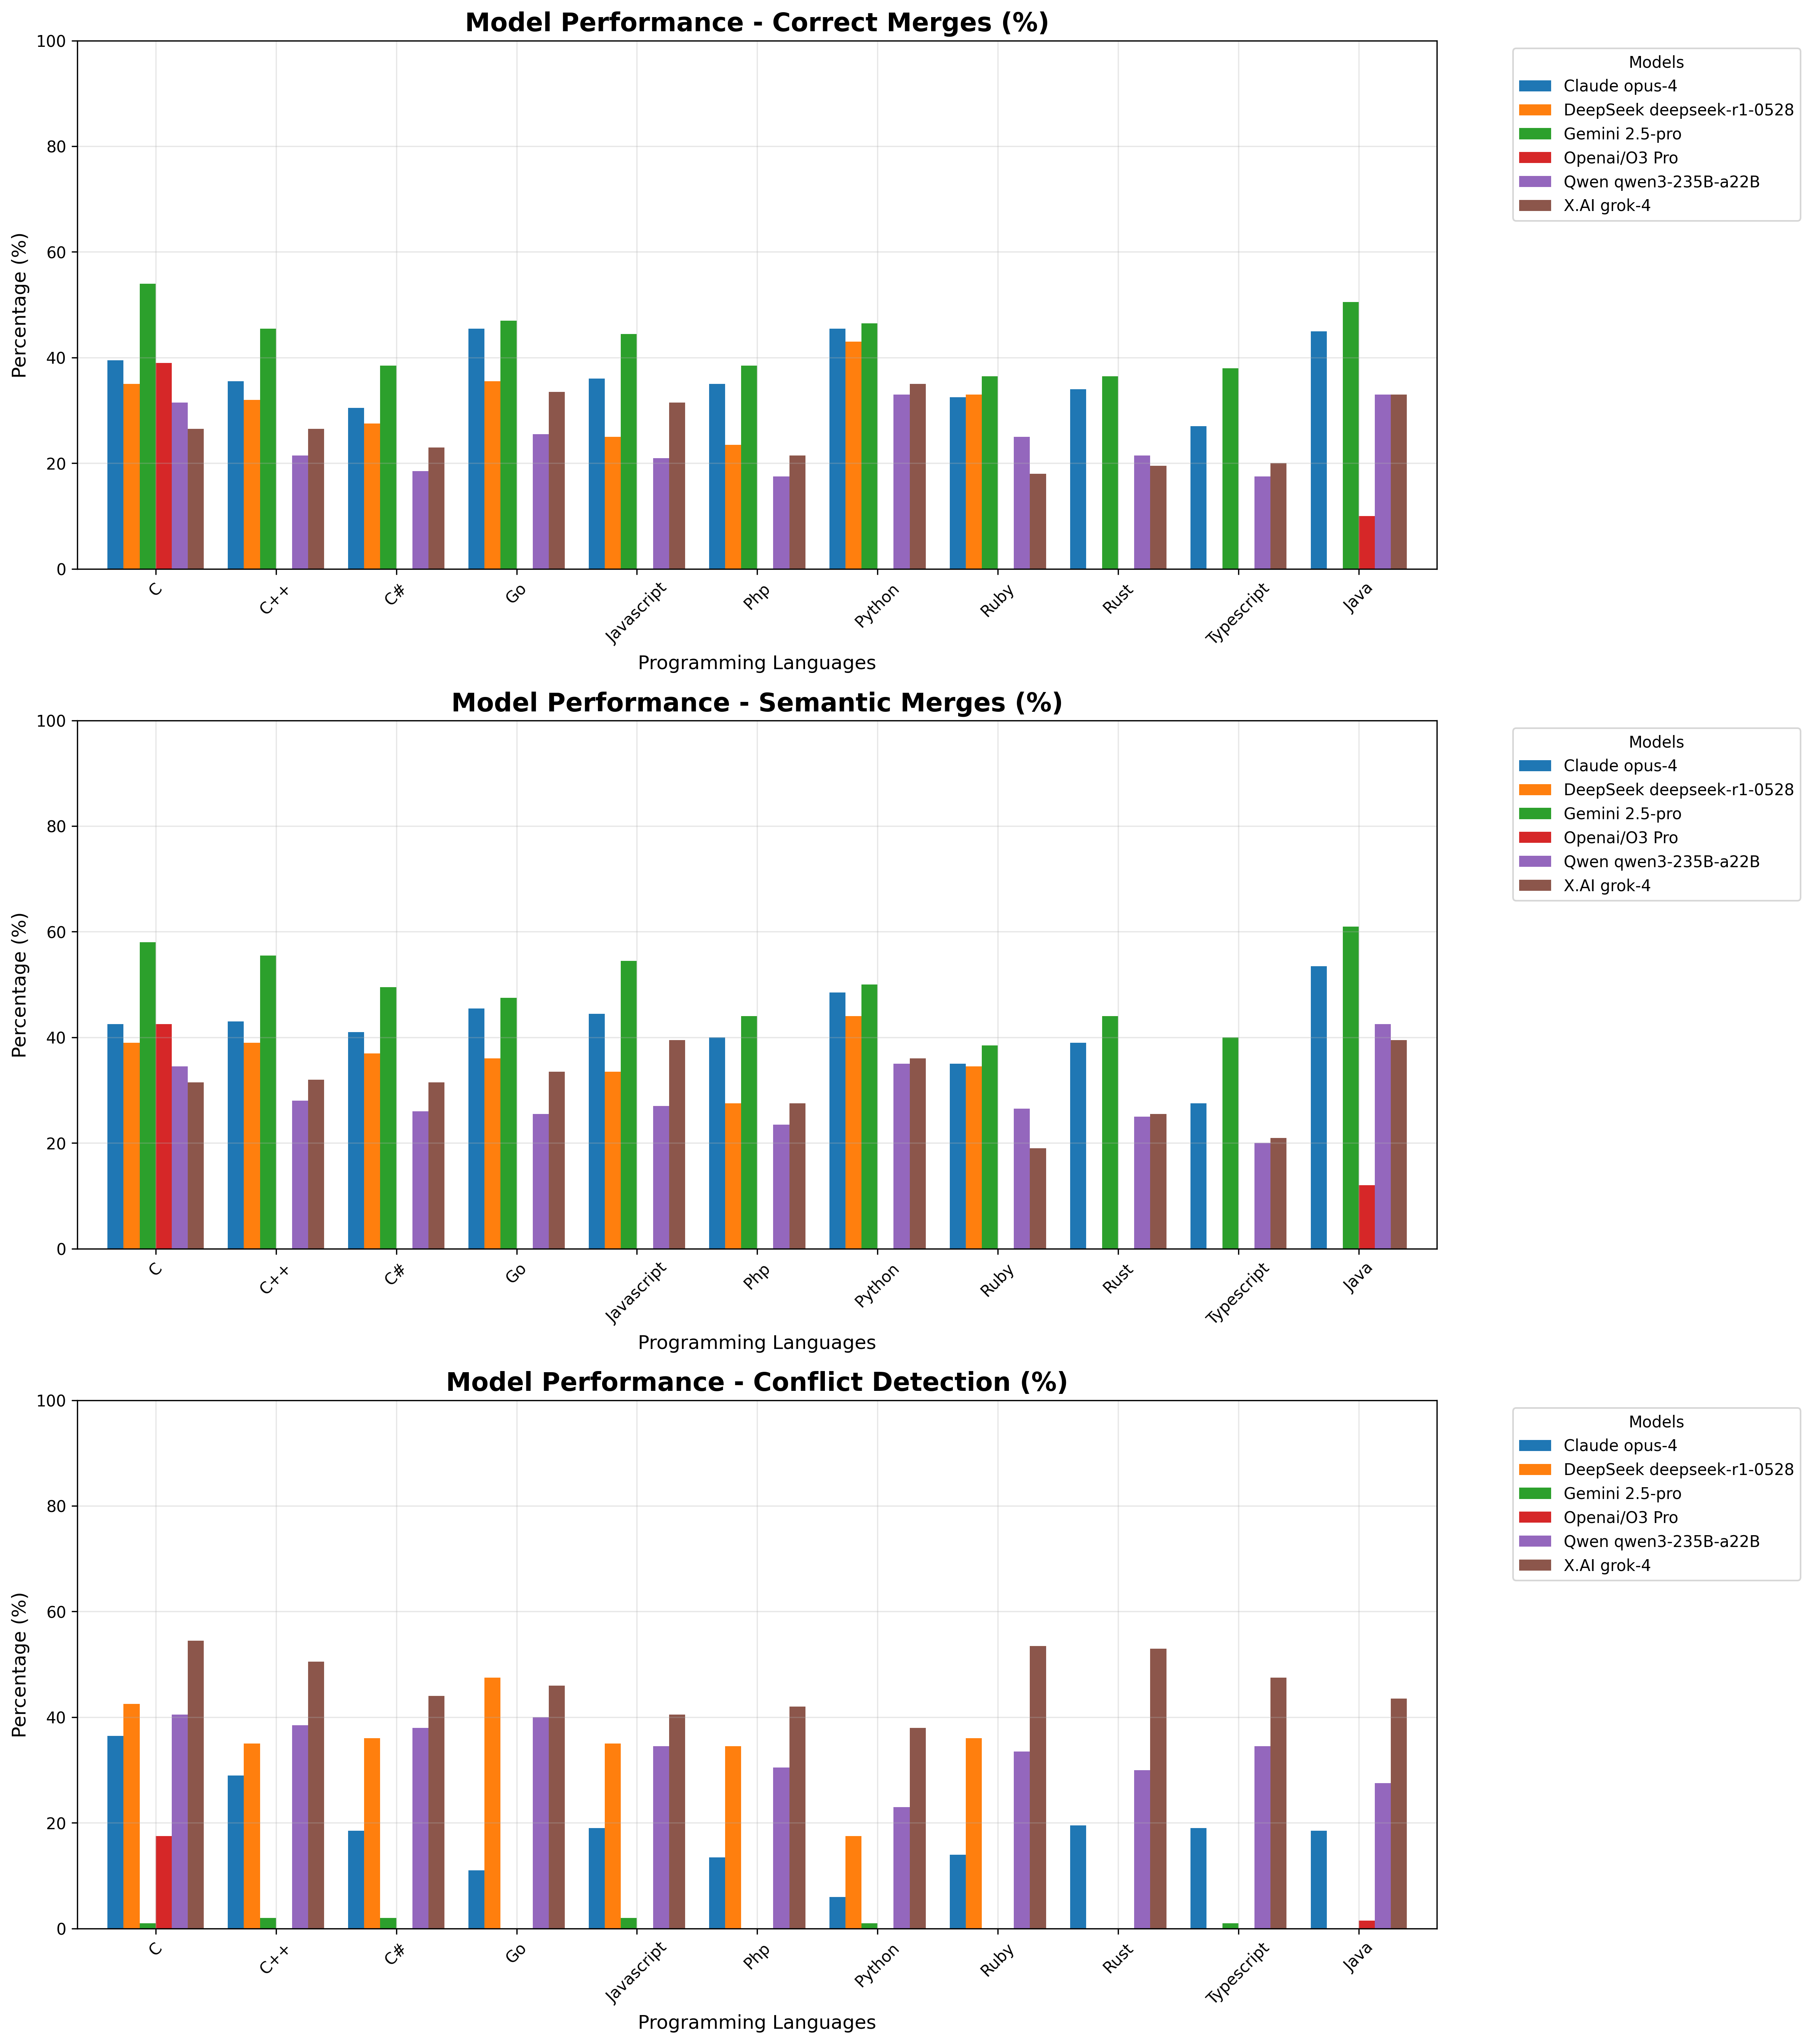 Model Performance - Correct Merges (%)
100
80
60
40
20
0
Percentage (%)
C
C++
C#
Go
Javascript
Php
Python
Ruby
Rust
Typescript
Java
Programming Languages
Models
Claude opus-4
DeepSeek deepseek-r1-0528
Gemini 2.5-pro
Openai/O3 Pro
Qwen qwen3-235B-a22B
X.AI grok-4
Model Performance - Semantic Merges (%)
100
80
60
40
20
0
Percentage (%)
C
C++
C#
Go
Javascript
Php
Python
Ruby
Rust
Typescript
Java
Programming Languages
Models
Claude opus-4
DeepSeek deepseek-r1-0528
Gemini 2.5-pro
Openai/O3 Pro
Qwen qwen3-235B-a22B
X.AI grok-4
Model Performance - Conflict Detection (%)
100
80
60
40
20
0
Percentage (%)
C
C++
C#
Go
Javascript
Php
Python
Ruby
Rust
Typescript
Java
Programming Languages
Models
Claude opus-4
DeepSeek deepseek-r1-0528
Gemini 2.5-pro
Openai/O3 Pro
Qwen qwen3-235B-a22B
X.AI grok-4